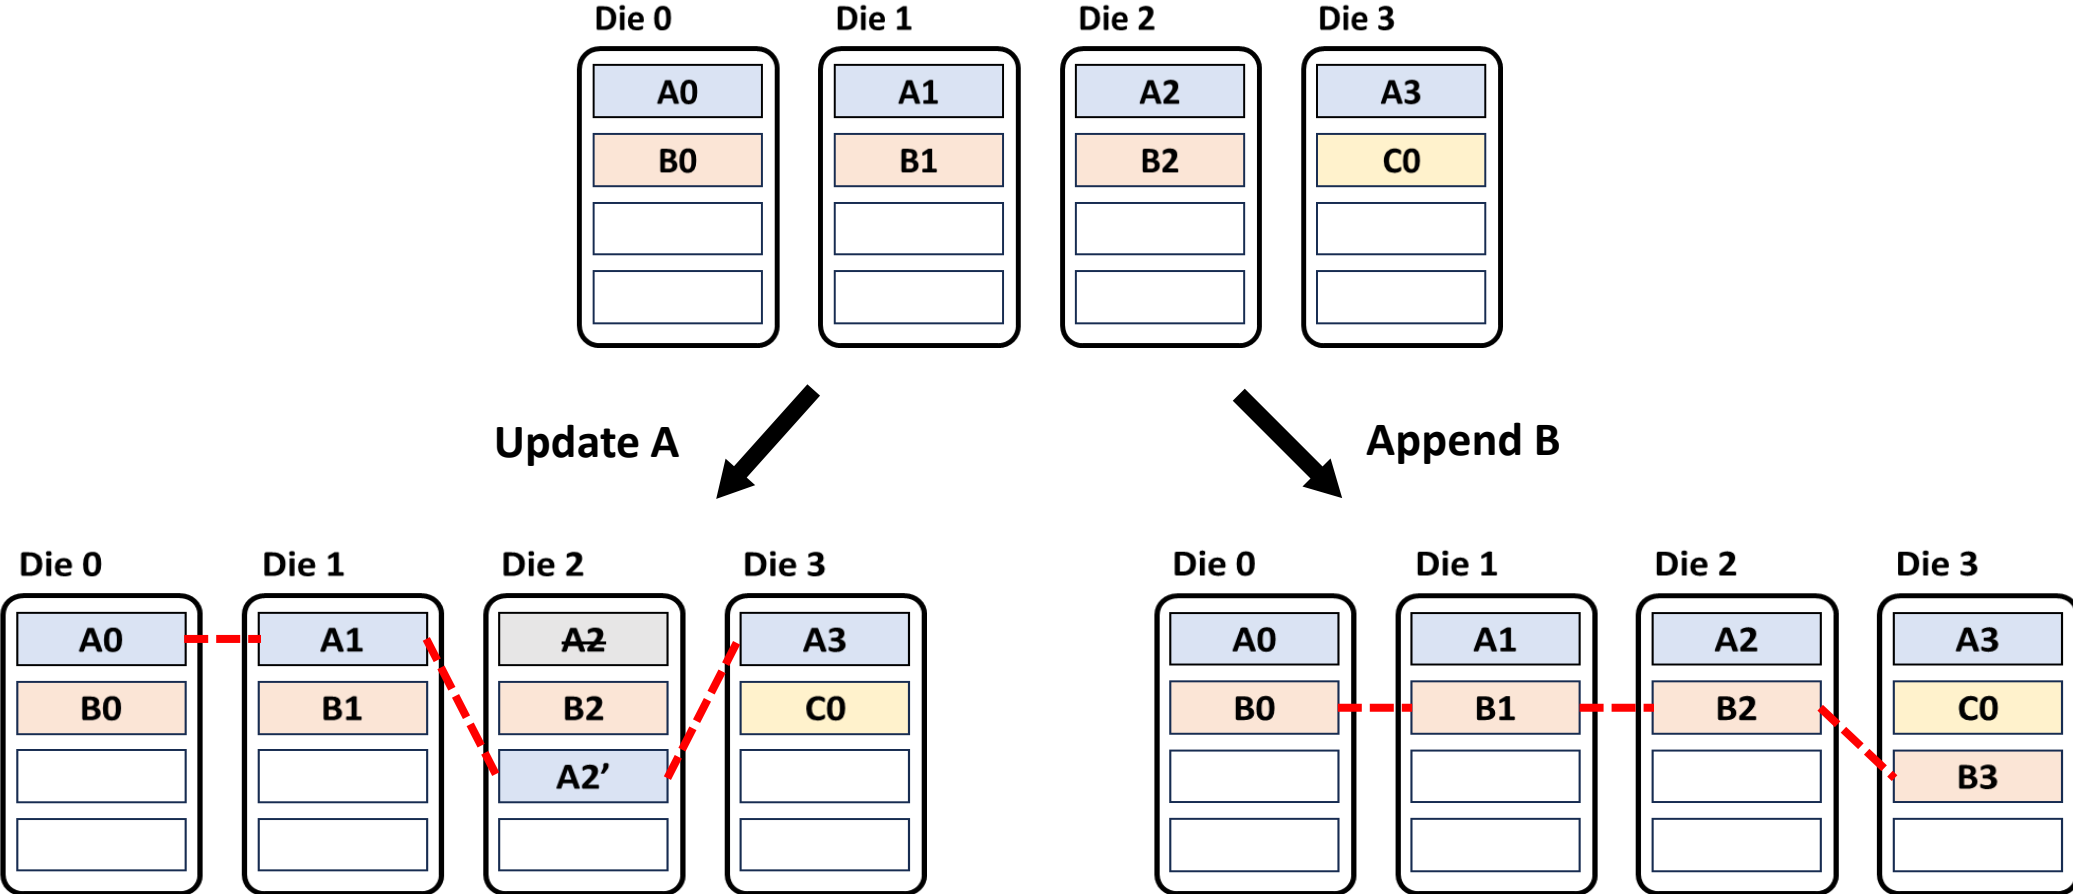 Die 0 Die 1 Die 2 Die 3
A0 A1 A2 A3
B0 B1 B2 C0
Update A
Append B
Die 0 Die 1 Die 2 Die 3
A0 A1 A2 A3
B0 B1 B2 C0
A2’
Die 0 Die 1 Die 2 Die 3
A0 A1 A2 A3
B0 B1 B2 C0
B3